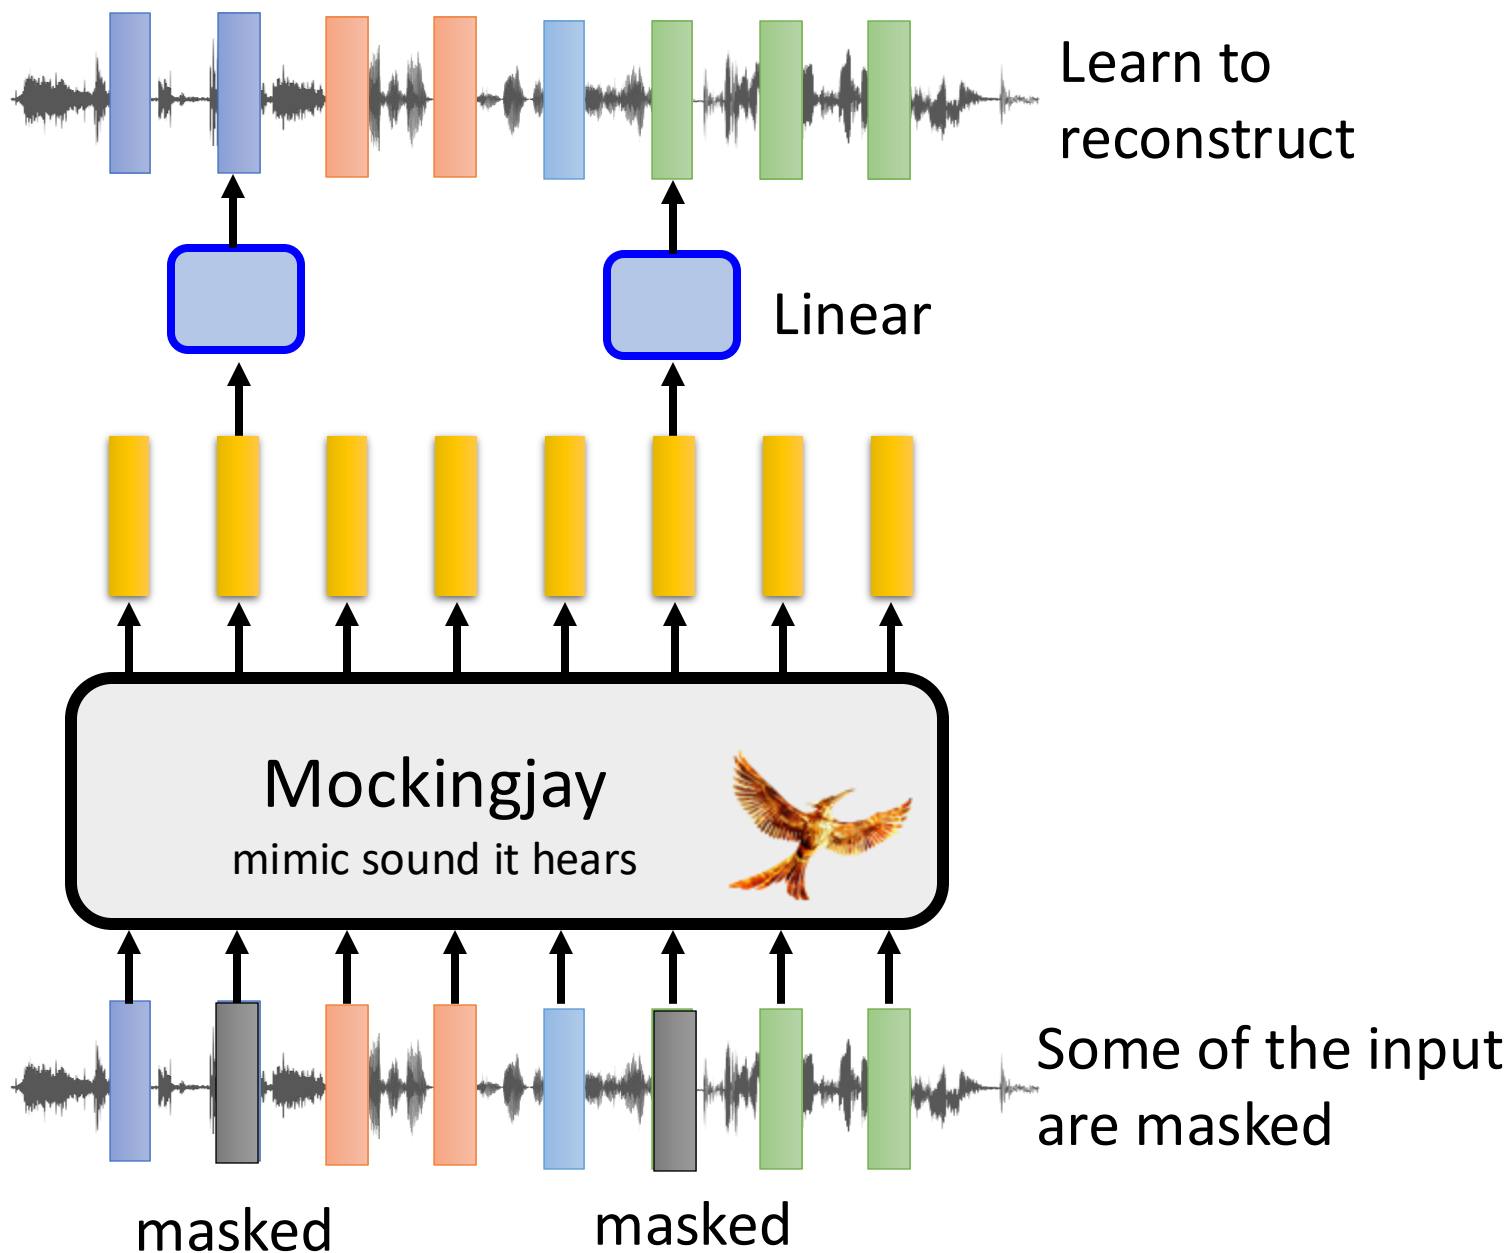 Learn to
reconstruct
Linear
Mockingjay
mimic sound it hears
Some of the input
are masked
masked
masked